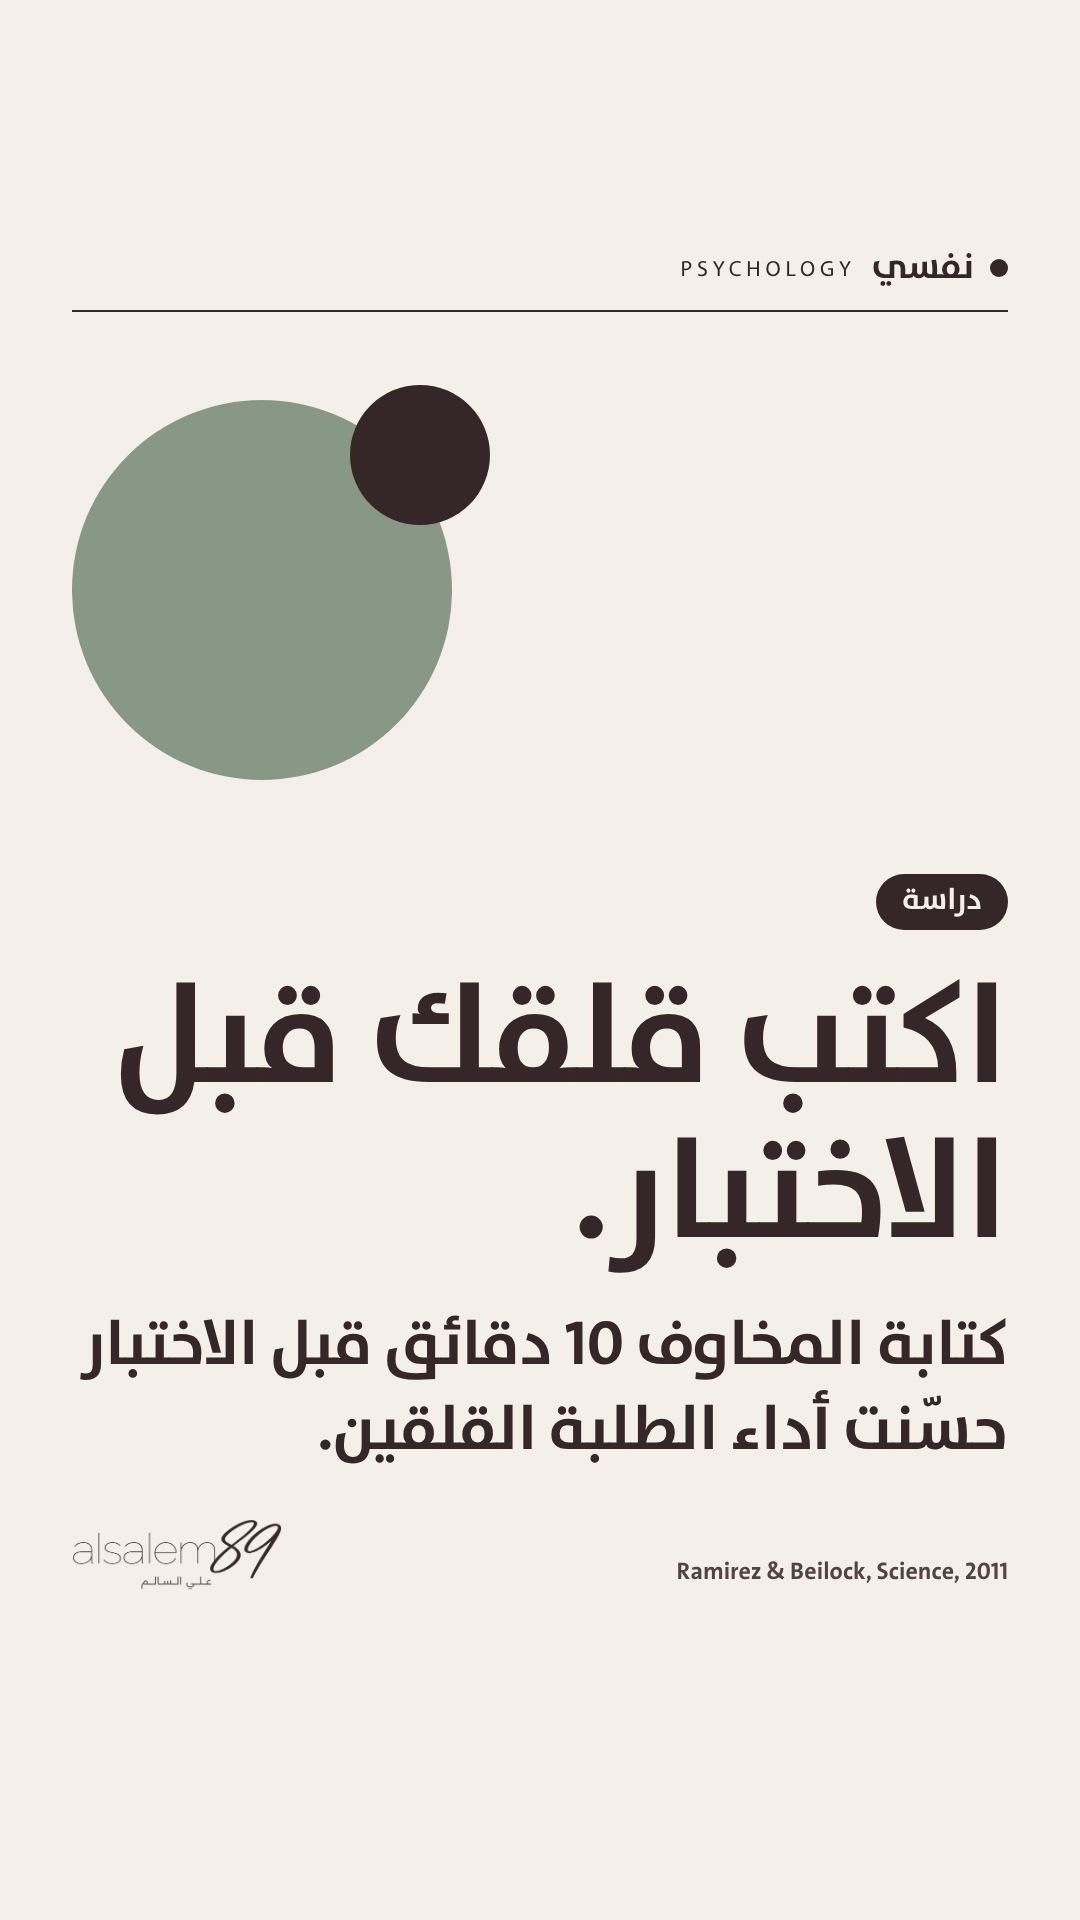 نفسي PSYCHOLOGY
دراسة
اكتب قلقك قبل
الاختبار.
كتابة المخاوف 10 دقائق قبل الاختبار
حسّنت أداء الطلبة القلقين.
Ramirez & Beilock, Science, 2011
alsalem89
علي السالم